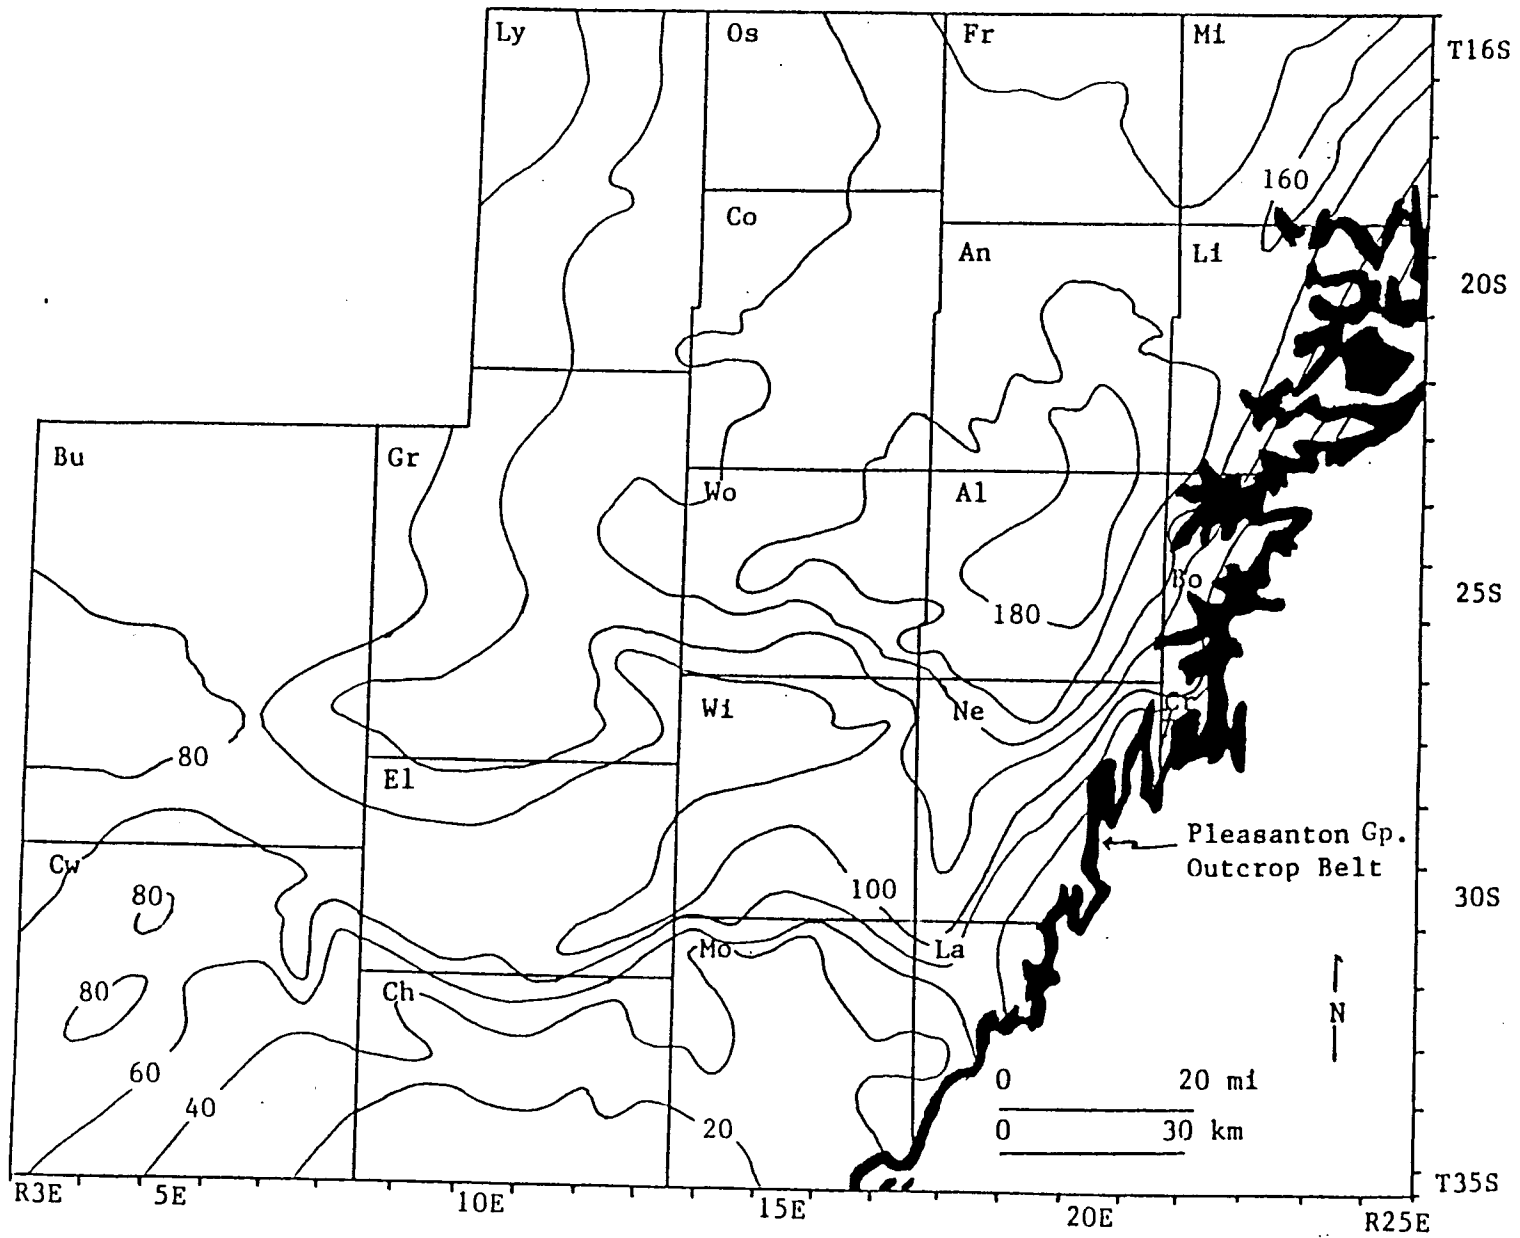 Ly
Os
Fr
Mi
T16S
160
Co
An
Li
20S
Bu
Gr
Wo
Al
Bo
25S
180
Wi
Ne
Cr
80
El
Pleasanton Gp.
Outcrop Belt
Cw
80
100
30S
Mo
La
80
Ch
N
60
0 20 mi
40
20
0 30 km
R3E 5E 10E 15E 20E R25E
T35S